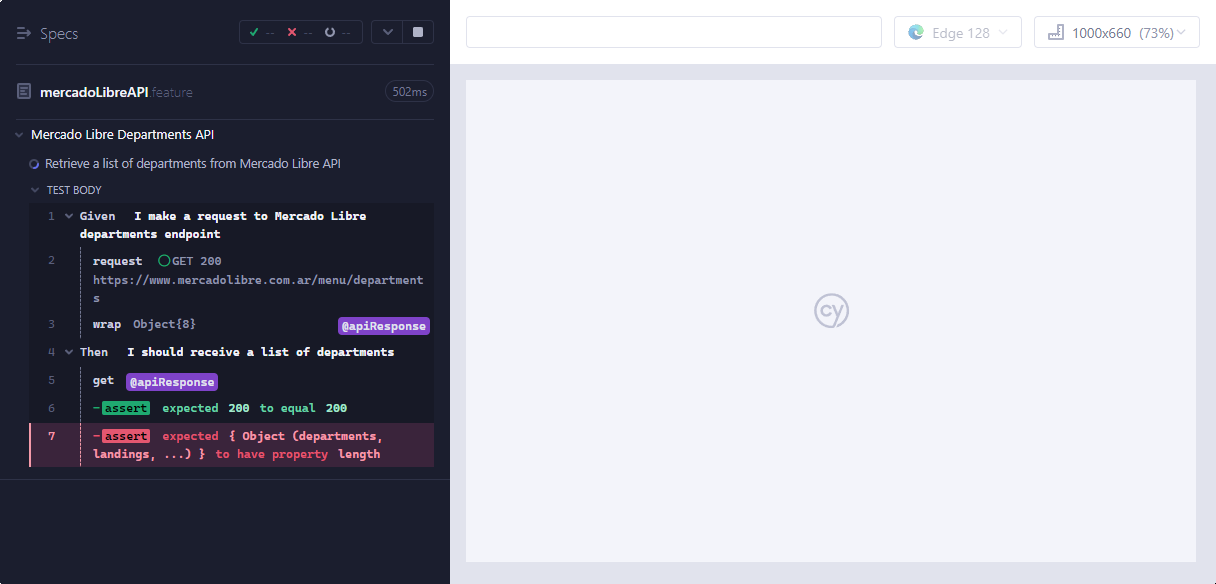 Specs
-- -- --
mercadoLibreAPI.feature
502ms
Mercado Libre Departments API
Retrieve a list of departments from Mercado Libre API
TEST BODY
1 Given I make a request to Mercado Libre
departments endpoint
2 request GET 200
https://www.mercadolibre.com.ar/menu/department
s
3 wrap Object{8} @apiResponse
4 Then I should receive a list of departments
5 get @apiResponse
6 -assert expected 200 to equal 200
7 -assert expected { Object (departments,
landings, ...) } to have property length
Edge 128
1000x660 (73%)
cy